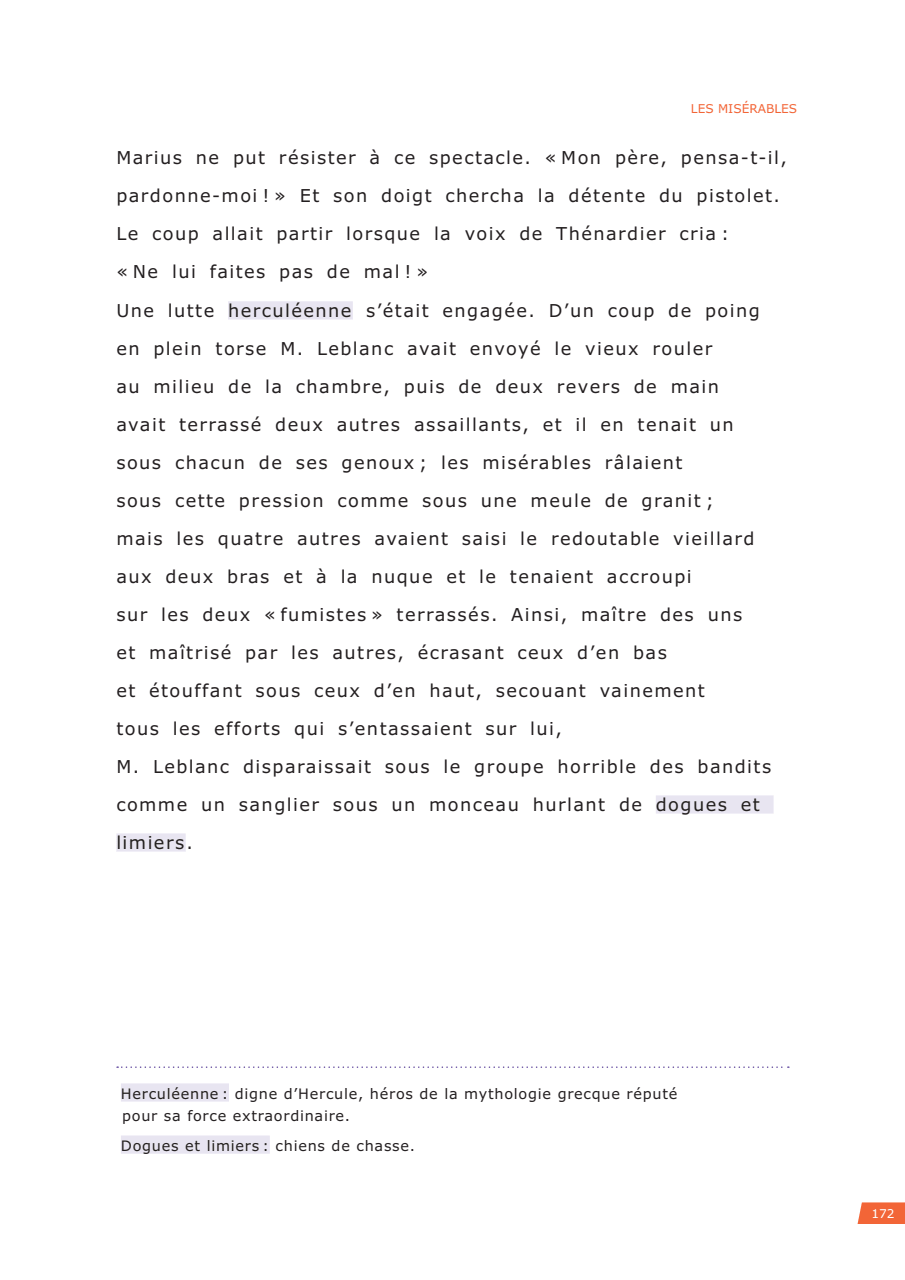 LES MISÉRABLES
Marius ne put résister à ce spectacle. « Mon père, pensa-t-il,
pardonne-moi ! » Et son doigt chercha la détente du pistolet.
Le coup allait partir lorsque la voix de Thénardier cria :
« Ne lui faites pas de mal ! »
Une lutte herculéenne s’était engagée. D’un coup de poing
en plein torse M. Leblanc avait envoyé le vieux rouler
au milieu de la chambre, puis de deux revers de main
avait terrassé deux autres assaillants, et il en tenait un
sous chacun de ses genoux ; les misérables râlaient
sous cette pression comme sous une meule de granit ;
mais les quatre autres avaient saisi le redoutable vieillard
aux deux bras et à la nuque et le tenaient accroupi
sur les deux « fumistes » terrassés. Ainsi, maître des uns
et maîtrisé par les autres, écrasant ceux d’en bas
et étouffant sous ceux d’en haut, secouant vainement
tous les efforts qui s’entassaient sur lui,
M. Leblanc disparaissait sous le groupe horrible des bandits
comme un sanglier sous un monceau hurlant de dogues et
limiers.
Herculéenne : digne d’Hercule, héros de la mythologie grecque réputé
pour sa force extraordinaire.
Dogues et limiers : chiens de chasse.
172